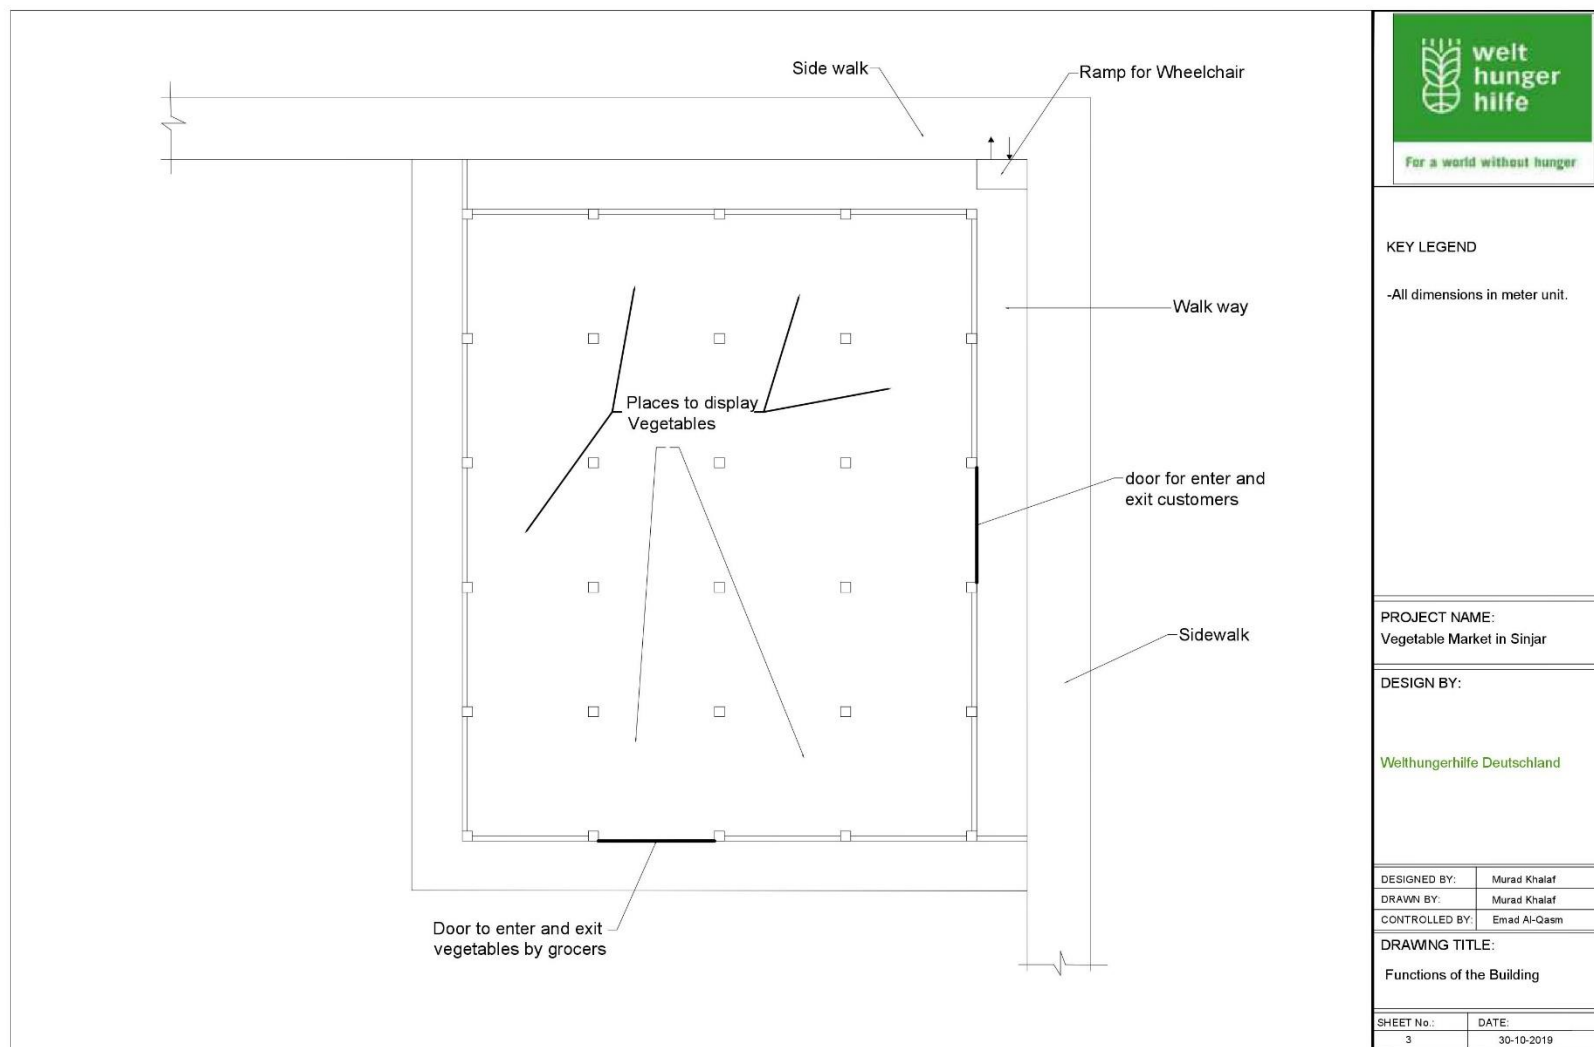 Side walk
Ramp for Wheelchair
Walk way
Places to display
Vegetables
door for enter and
exit customers
Sidewalk
Door to enter and exit
vegetables by grocers
welt
hunger
hilfe
For a world without hunger
KEY LEGEND
-All dimensions in meter unit.
PROJECT NAME:
Vegetable Market in Sinjar
DESIGN BY:
Welthungerhilfe Deutschland
DESIGNED BY: Murad Khalaf
DRAWN BY: Murad Khalaf
CONTROLLED BY: Emad Al-Qasm
DRAWING TITLE:
Functions of the Building
SHEET No.: DATE:
3 30-10-2019